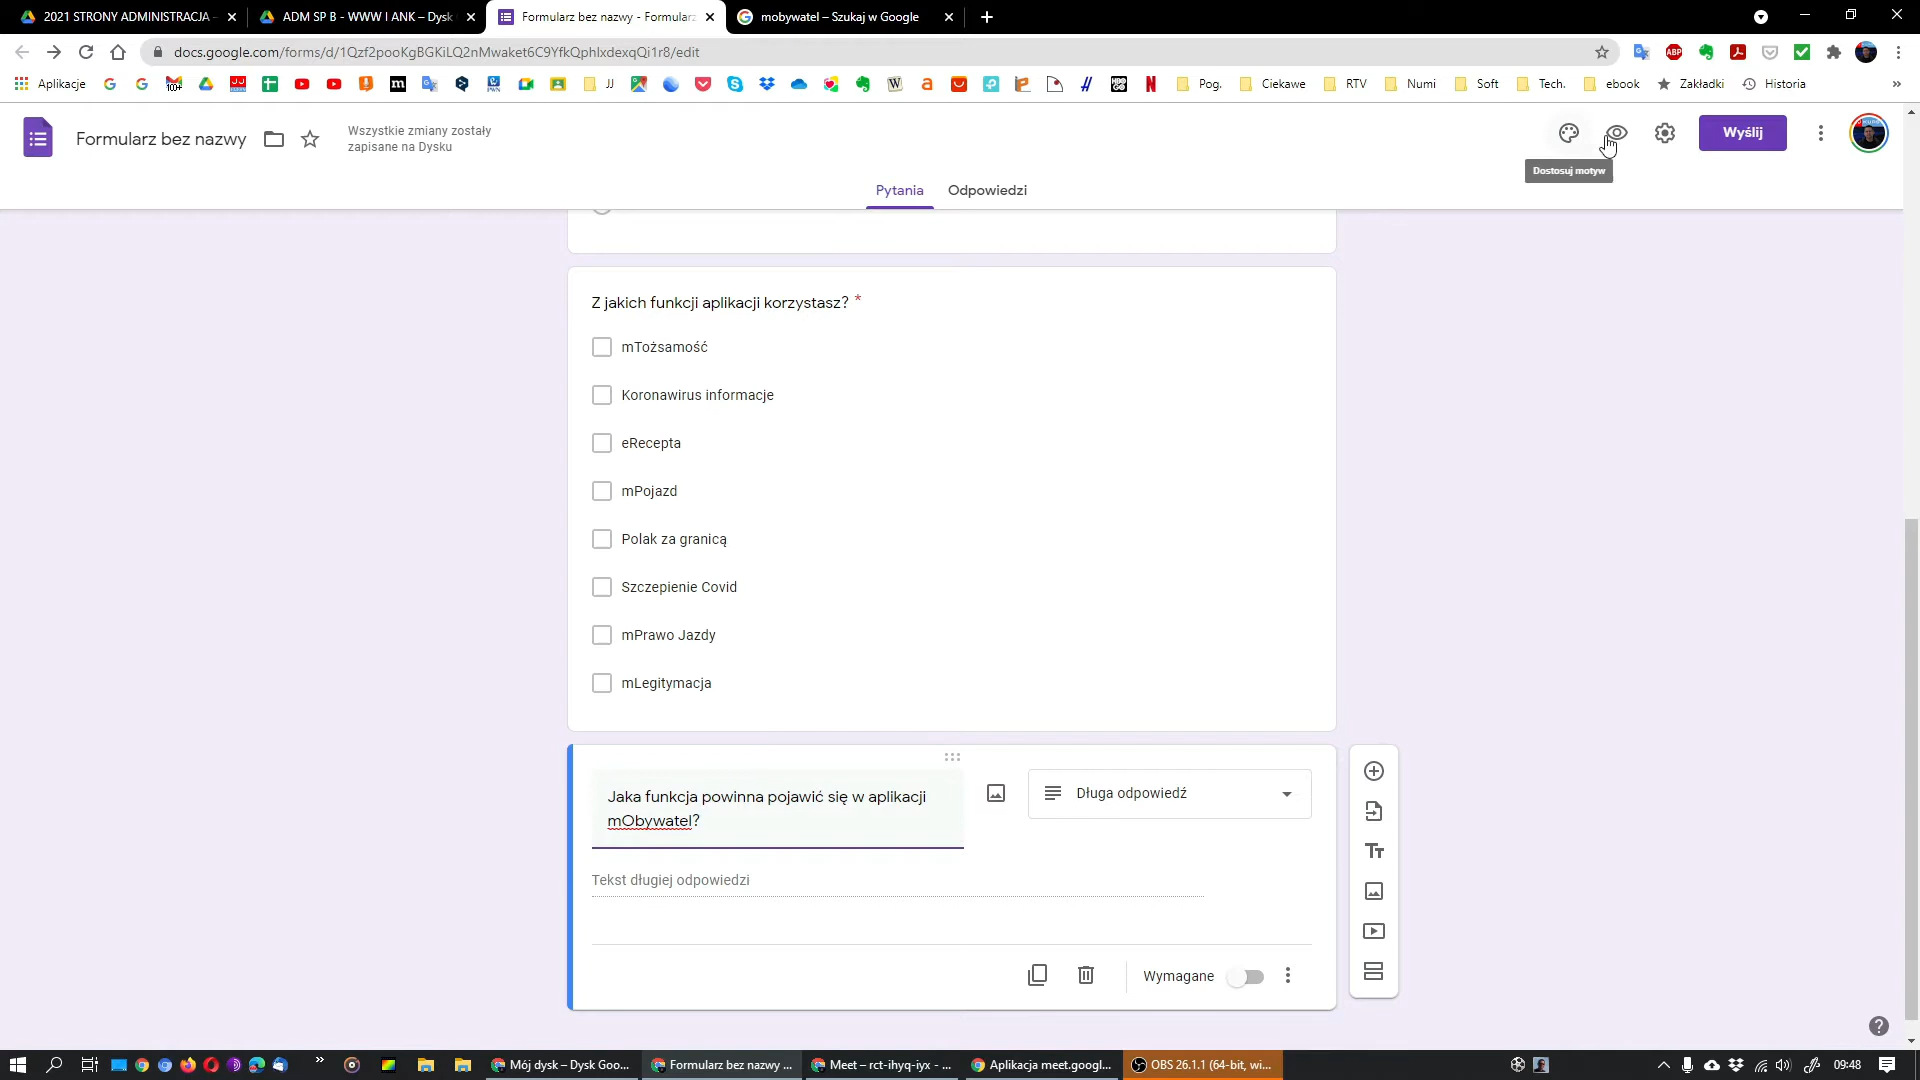 2021 STRONY ADMINISTRACJA -
ADM SP B - WWW I ANK – Dysk
Formularz bez nazwy - Formularz
mobywatel – Szukaj w Google
docs.google.com/forms/d/1Qzf2pooKgBGKiLQ2nMwaket6C9YfkQphlxdexqQi1r8/edit
ABP
Aplikacje
100+
JJ
Pog.
Ciekawe
RTV
Numi
Soft
Tech.
ebook
Zakładki
Historia
Formularz bez nazwy
Wszystkie zmiany zostały
zapisane na Dysku
Wyślij
Dostosuj motyw
Pytania
Odpowiedzi
Z jakich funkcji aplikacji korzystasz? *
mTożsamość
Koronawirus informacje
eRecepta
mPojazd
Polak za granicą
Szczepienie Covid
mPrawo Jazdy
mLegitymacja
Jaka funkcja powinna pojawić się w aplikacji
mObywatel?
Długa odpowiedź
Tekst długiej odpowiedzi
Wymagane
Mój dysk – Dysk Goo...
Formularz bez nazwy ...
Meet – rct-ihyq-iyx - ...
Aplikacja meet.googl...
OBS 26.1.1 (64-bit, wi...
09:48